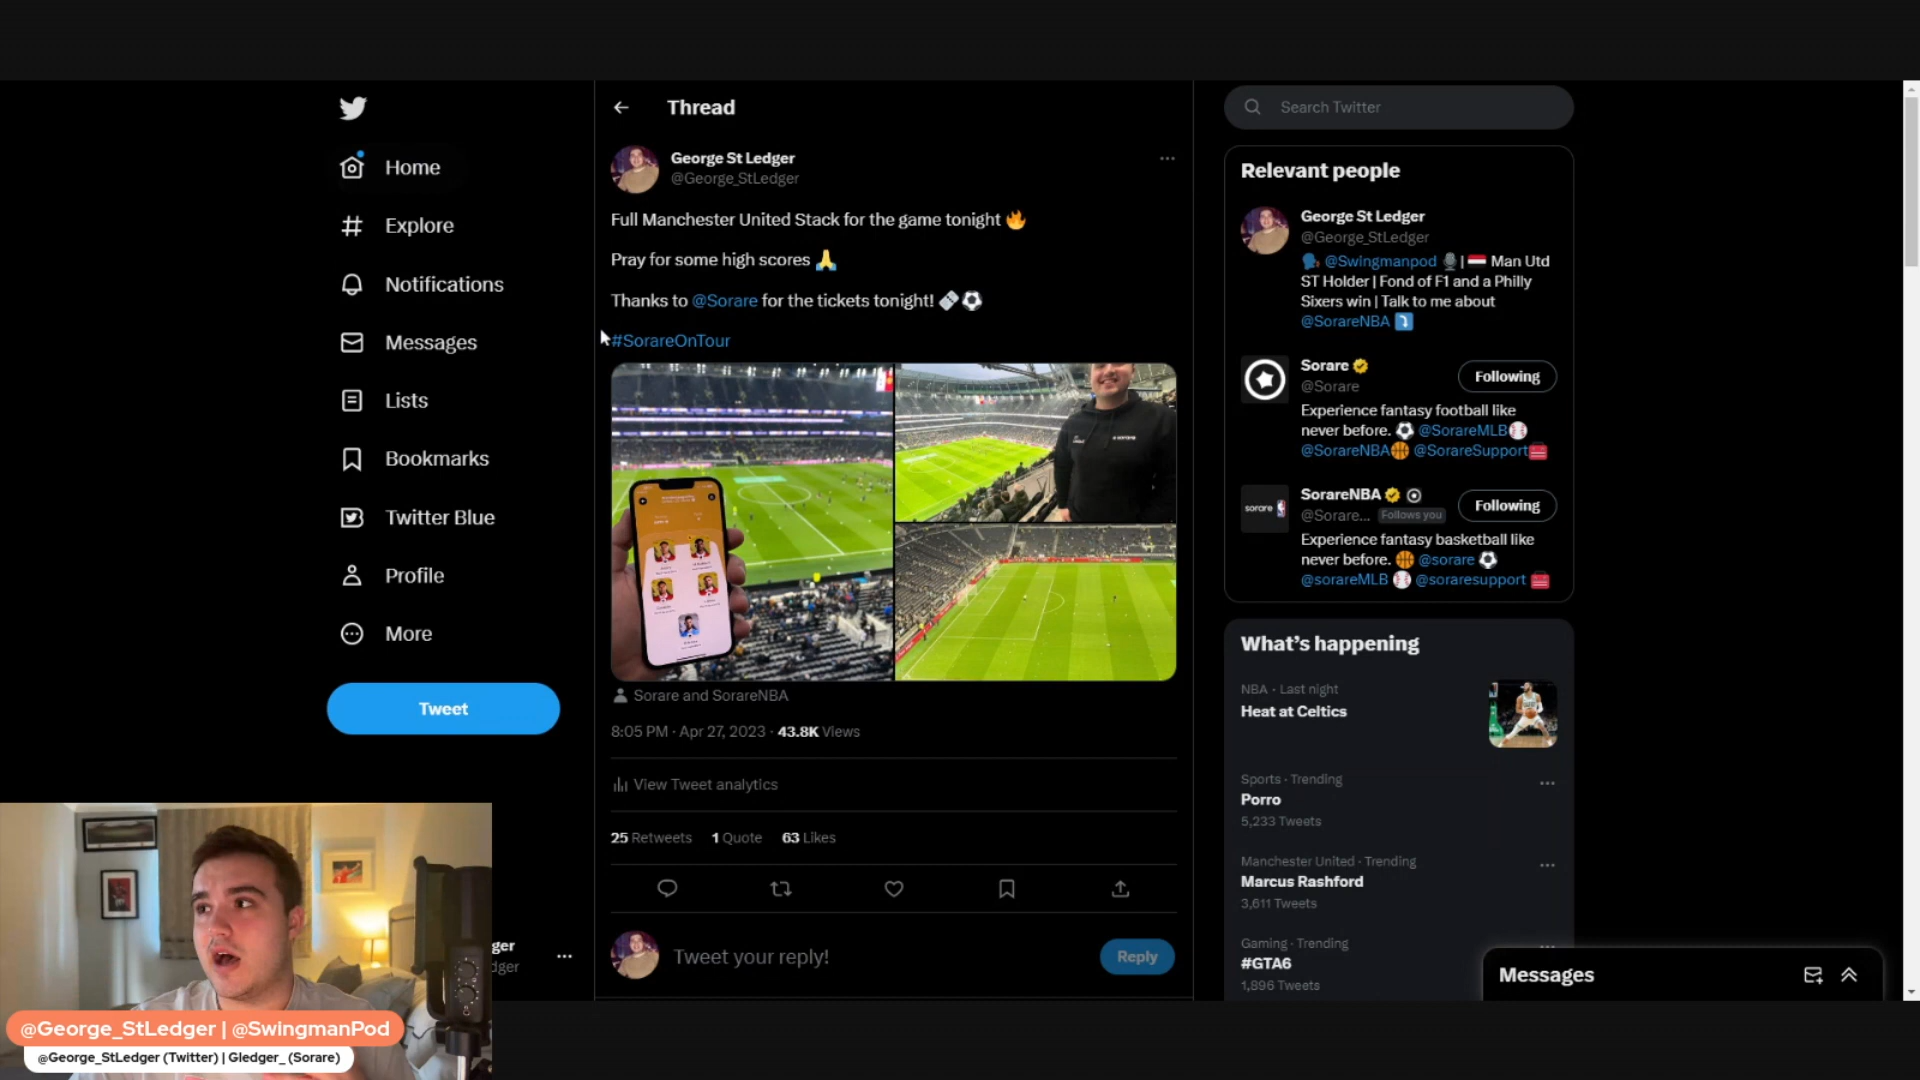 Home
Explore
Notifications
Messages
Lists
Bookmarks
Twitter Blue
Profile
More
Tweet
ger
dger
Thread
George St Ledger
@George_StLedger
Full Manchester United Stack for the game tonight 🔥
Pray for some high scores 🙏
Thanks to @Sorare for the tickets tonight! 🎟️⚽
#SorareOnTour
Sorare and SorareNBA
8:05 PM · Apr 27, 2023 · 43.8K Views
View Tweet analytics
25 Retweets 1 Quote 63 Likes
Tweet your reply!
Reply
Search Twitter
Relevant people
George St Ledger
@George_StLedger
🗣️ @Swingmanpod 🎙️ | 🇾🇪 Man Utd
ST Holder | Fond of F1 and a Philly
Sixers win | Talk to me about
@SorareNBA ⤵️
Sorare
@Sorare
Following
Experience fantasy football like
never before. ⚽ @SorareMLB⚾
@SorareNBA🏀 @SorareSupport🧰
SorareNBA
@Sorare... Follows you
Following
Experience fantasy basketball like
never before. 🏀 @sorare ⚽
@sorareMLB ⚾ @soraresupport 🧰
What's happening
NBA · Last night
Heat at Celtics
Sports · Trending
Porro
5,233 Tweets
Manchester United · Trending
Marcus Rashford
3,611 Tweets
Gaming · Trending
#GTA6
1,896 Tweets
Messages
sorare
@George_StLedger | @SwingmanPod
@George_StLedger (Twitter) | Gledger_ (Sorare)